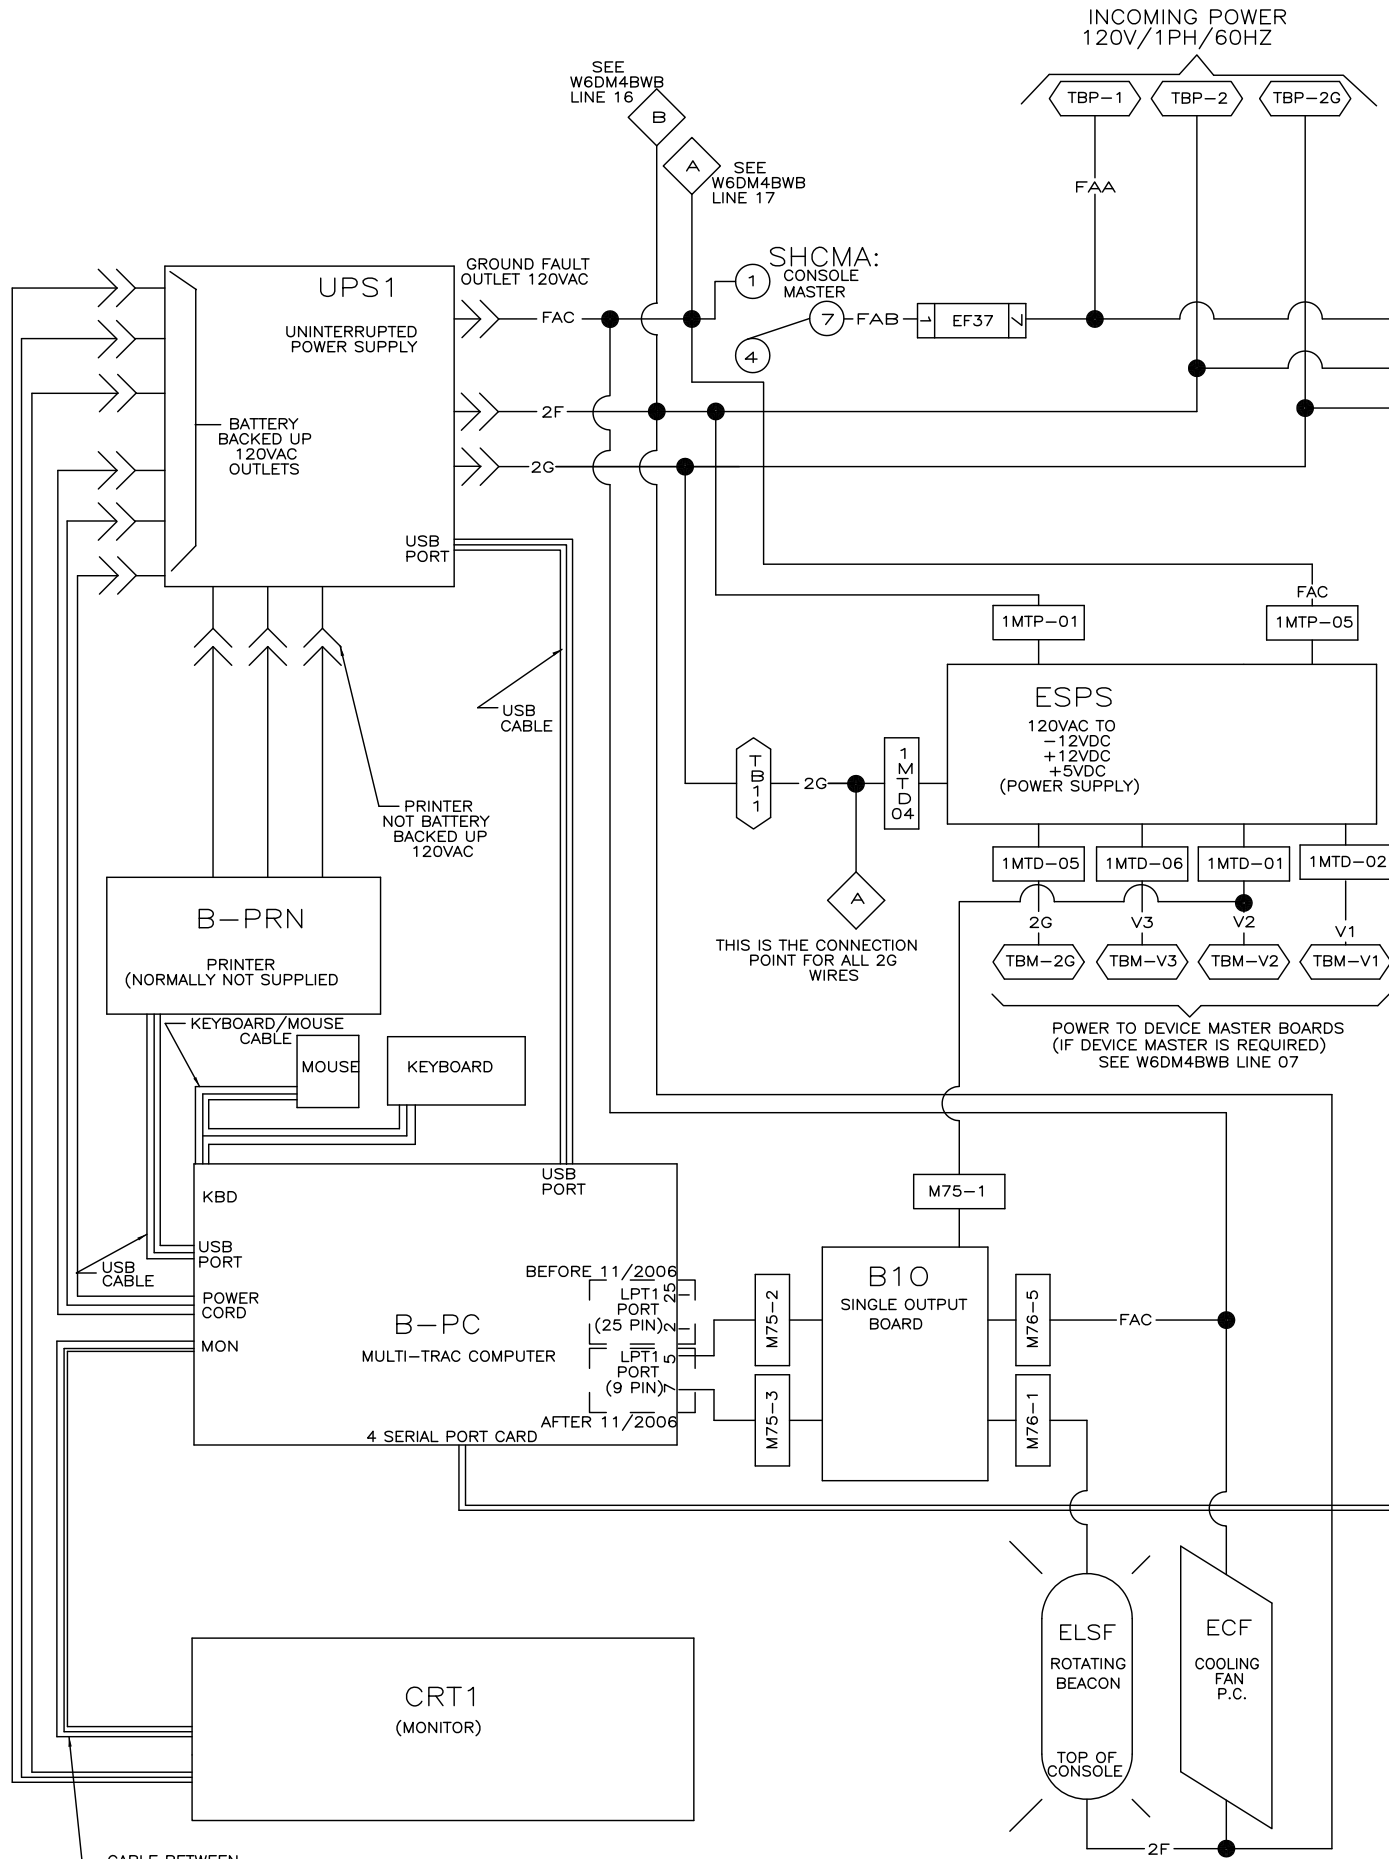 INCOMING POWER
120V/1PH/60HZ
TBP-1
TBP-2
TBP-2G
FAA
SEE
W6DM4BWB
LINE 16
B
A
SEE
W6DM4BWB
LINE 17
SHCMA:
CONSOLE
MASTER
1
7
4
FAB
1
EF37
7
UPS1
UNINTERRUPTED
POWER SUPPLY
BATTERY
BACKED UP
120VAC
OUTLETS
USB
PORT
GROUND FAULT
OUTLET 120VAC
FAC
2F
2G
USB
CABLE
PRINTER
NOT BATTERY
BACKED UP
120VAC
FAC
1MTP-01
1MTP-05
ESPS
120VAC TO
-12VDC
+12VDC
+5VDC
(POWER SUPPLY)
TB11
2G
1MTD04
A
THIS IS THE CONNECTION
POINT FOR ALL 2G
WIRES
1MTD-05
1MTD-06
1MTD-01
1MTD-02
2G
V3
V2
V1
TBM-2G
TBM-V3
TBM-V2
TBM-V1
POWER TO DEVICE MASTER BOARDS
(IF DEVICE MASTER IS REQUIRED)
SEE W6DM4BWB LINE 07
B-PRN
PRINTER
(NORMALLY NOT SUPPLIED
KEYBOARD/MOUSE
CABLE
MOUSE
KEYBOARD
USB
PORT
KBD
USB
PORT
USB
CABLE
POWER
CORD
MON
B-PC
MULTI-TRAC COMPUTER
4 SERIAL PORT CARD
BEFORE 11/2006
LPT1
PORT
(25 PIN)
25
2
LPT1
PORT
(9 PIN)
5
7
AFTER 11/2006
M75-1
M75-2
M75-3
B10
SINGLE OUTPUT
BOARD
M76-5
M76-1
FAC
ELSF
ROTATING
BEACON
TOP OF
CONSOLE
ECF
COOLING
FAN
P.C.
2F
CRT1
(MONITOR)
CABLE BETWEEN